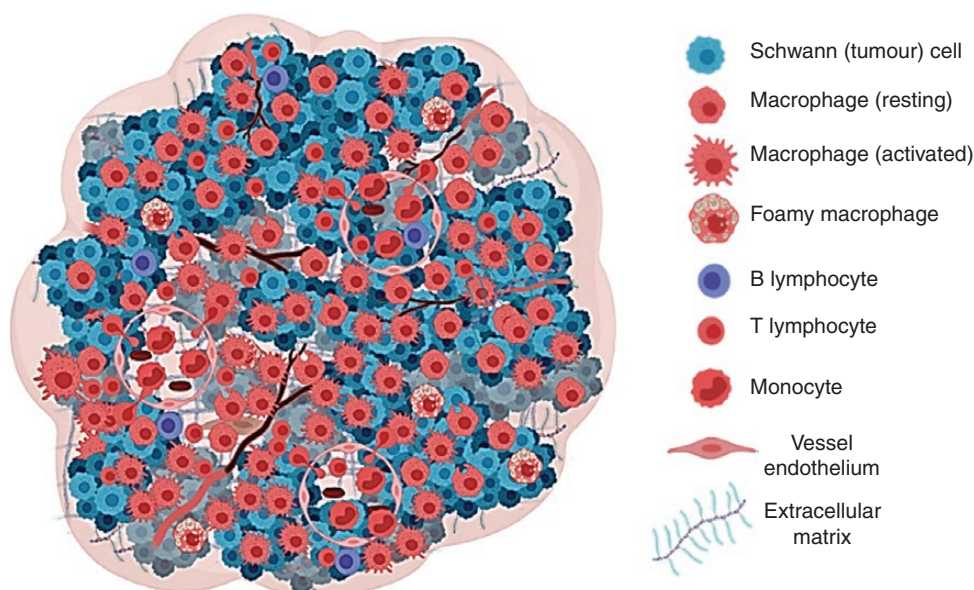 Schwann (tumour) cell
Macrophage (resting)
Macrophage (activated)
Foamy macrophage
B lymphocyte
T lymphocyte
Monocyte
Vessel
endothelium
Extracellular
matrix